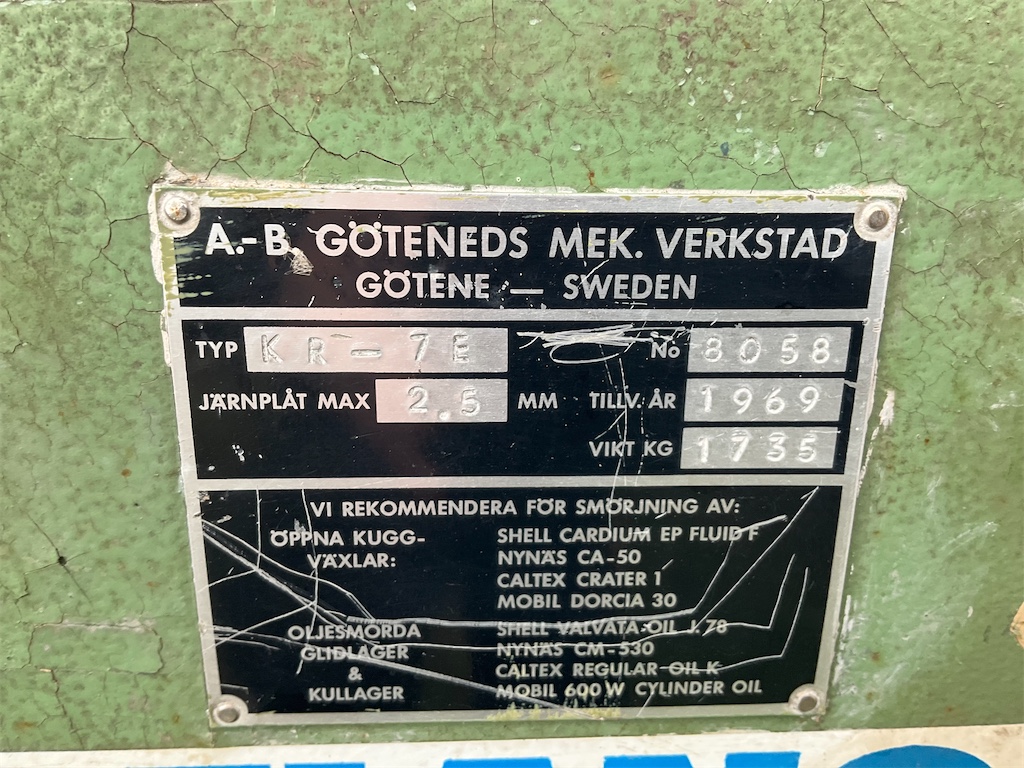 A.-B. GÖTENEDS MEK. VERKSTAD
GÖTENE — SWEDEN
TYP KR-7E No 8058
JÄRNPLÅT MAX 2.5 MM TILLV. ÅR 1969
VIKT KG 1735
VI REKOMMENDERA FÖR SMÖRJNING AV:
ÖPPNA KUGG- SHELL CARDIUM EP FLUID F
VÄXLAR: NYNÄS CA-50
CALTEX CRATER 1
MOBIL DORCIA 30
OLJESMORDA SHELL VALVATA OIL J. 78
GLIDLAGER NYNÄS CM-530
& CALTEX REGULAR OIL K
KULLAGER MOBIL 600 W CYLINDER OIL